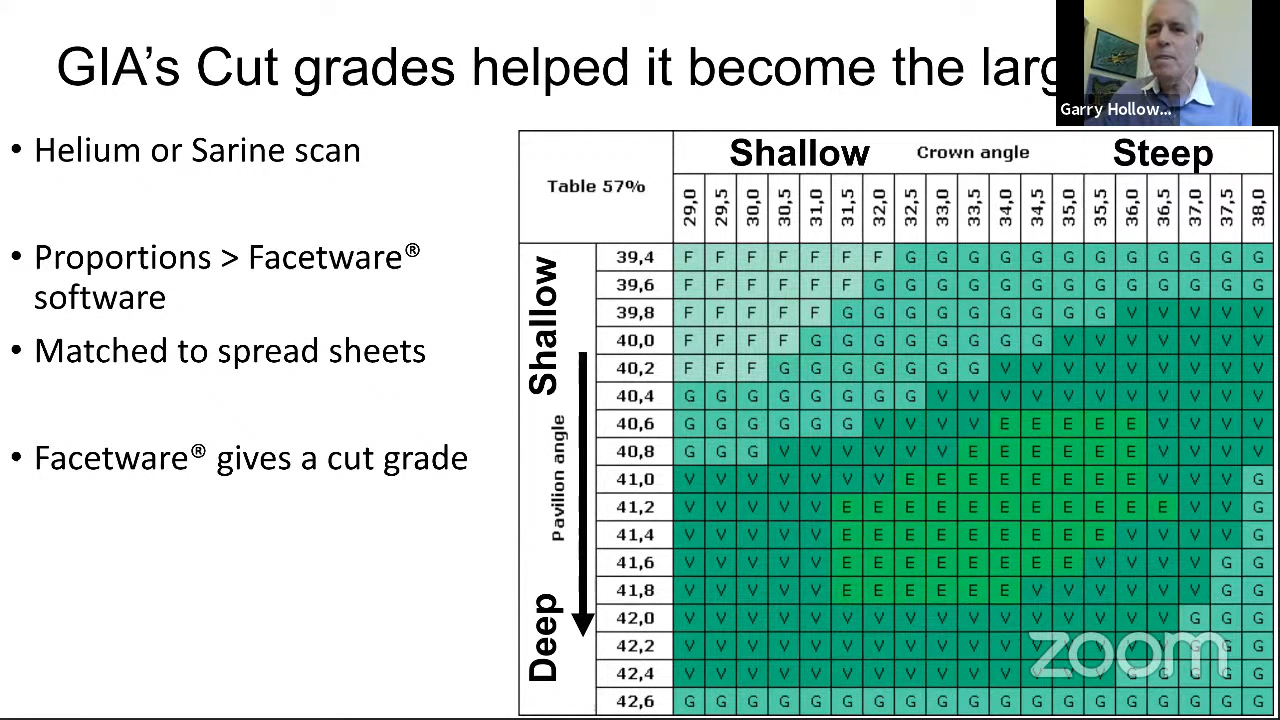 GIA's Cut grades helped it become the larg
Garry Hollow...
• Helium or Sarine scan
• Proportions > Facetware®
software
• Matched to spread sheets
• Facetware® gives a cut grade
Shallow Crown angle Steep
Table 57%
29,0 29,5 30,0 30,5 31,0 31,5 32,0 32,5 33,0 33,5 34,0 34,5 35,0 35,5 36,0 36,5 37,0 37,5 38,0
Shallow
Pavilion angle
Deep
39,4 F F F F F F F G G G G G G G G G G G G
39,6 F F F F F F G G G G G G G G G G G G G
39,8 F F F F F G G G G G G G G G V V V V V
40,0 F F F F G G G G G G G G V V V V V V V
40,2 F F F G G G G G G G V V V V V V V V V
40,4 G G G G G G G G V V V V V V V V V V V
40,6 G G G G G G V V V V E E E E E V V V V
40,8 G G G V V V V V V E E E E E E V V V V
41,0 V V V V V V V E E E E E E E E V V V G
41,2 V V V V V E E E E E E E E E E E V V G
41,4 V V V V V E E E E E E E E E V V V V G
41,6 V V V V V E E E E E E E E V V V V G G
41,8 V V V V V E E E E E E V V V V V V G G
42,0 V V V V V V V V V V V V V V V V G G G
42,2 V V V V V V V V V V V V V V V V G G G
42,4 V V V V V V V V V V V V V V G G G G G
42,6 G G G G G G G G G G G G G G G G G G G
zoom